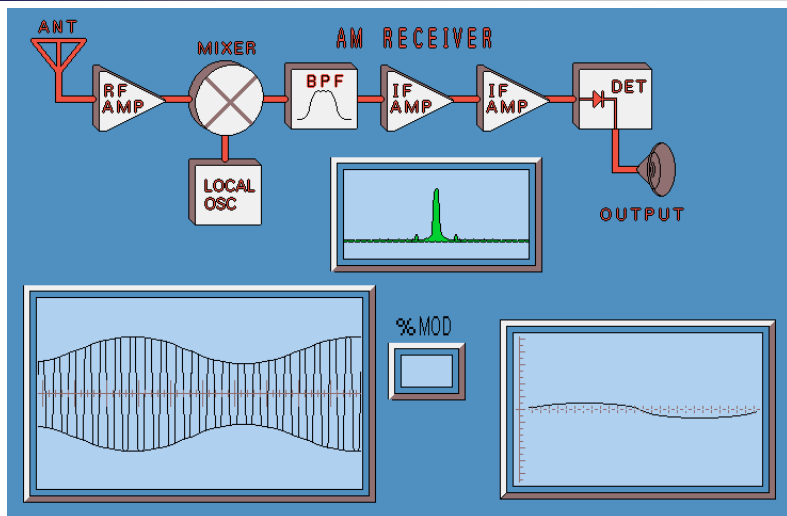 ANT
MIXER
AM RECEIVER
RF
AMP
BPF
IF
AMP
IF
AMP
DET
LOCAL
OSC
OUTPUT
%MOD